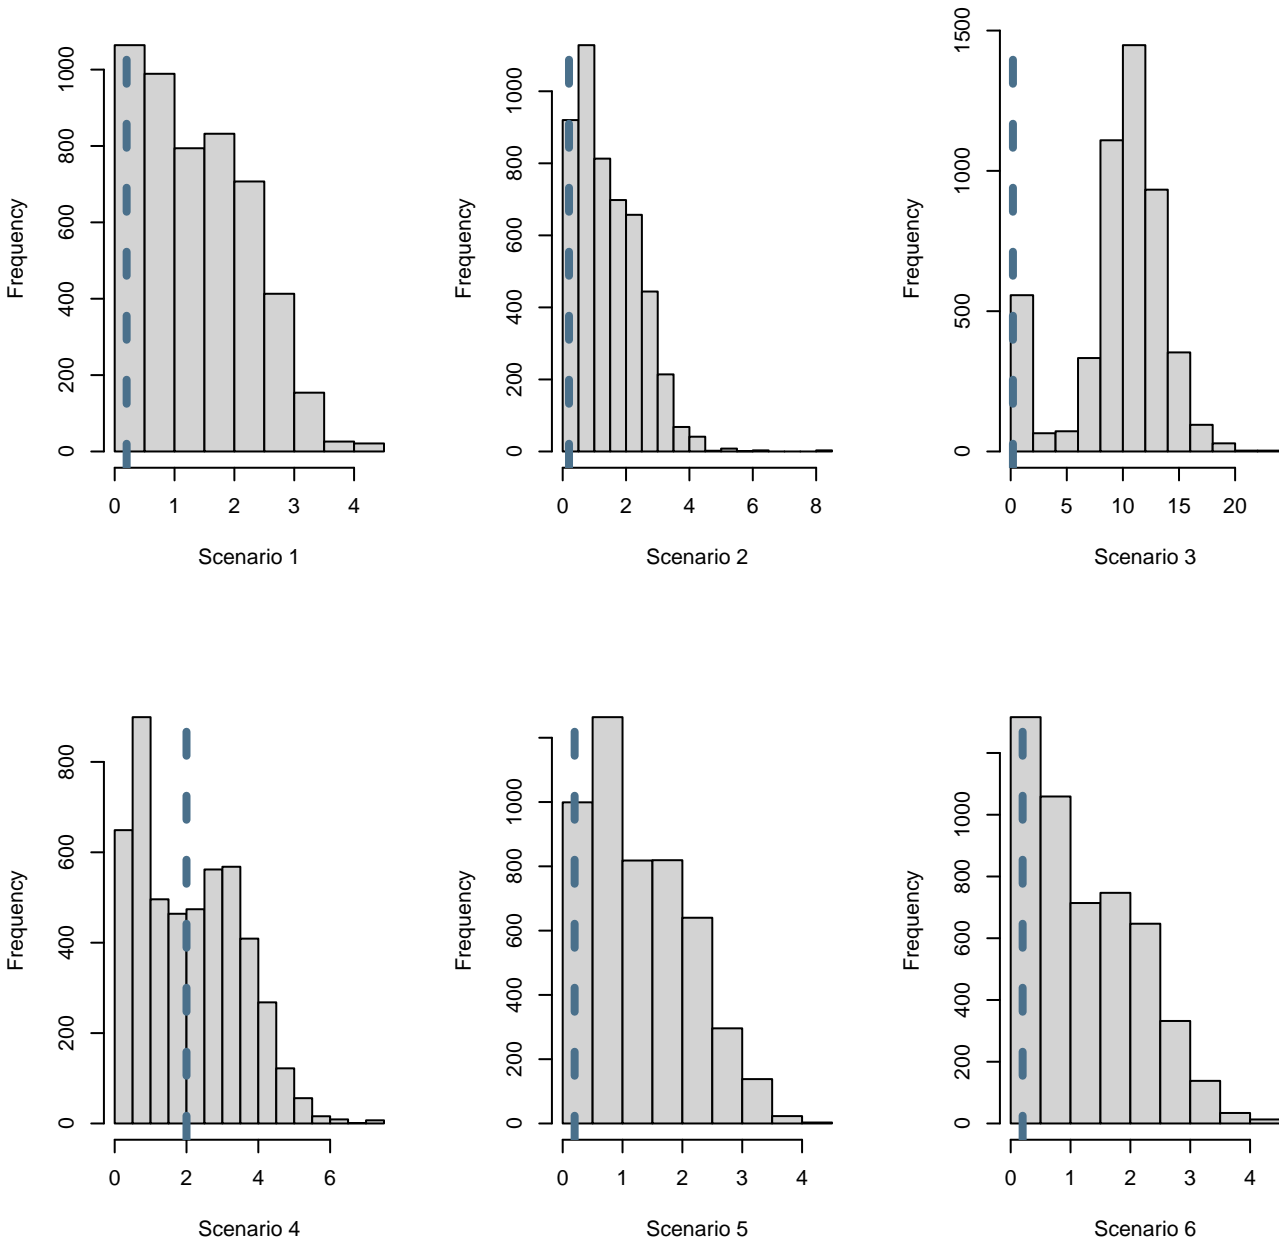 Frequency
0 200 400 600 800 1000
0 1 2 3 4
Scenario 1
Frequency
0 200 400 600 800 1000
0 2 4 6 8
Scenario 2
Frequency
0 500 1000 1500
0 5 10 15 20
Scenario 3
Frequency
0 200 400 600 800
0 2 4 6
Scenario 4
Frequency
0 200 400 600 800 1000
0 1 2 3 4
Scenario 5
Frequency
0 200 400 600 800 1000
0 1 2 3 4
Scenario 6